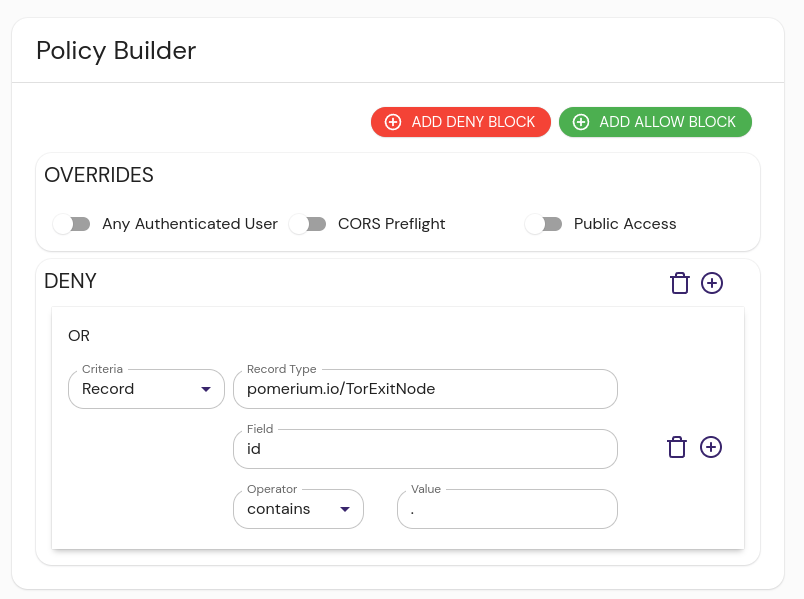 Policy Builder
ADD DENY BLOCK ADD ALLOW BLOCK
OVERRIDES
Any Authenticated User CORS Preflight Public Access
DENY
OR
Criteria Record Type
Record pomerium.io/TorExitNode
Field
id
Operator Value
contains .